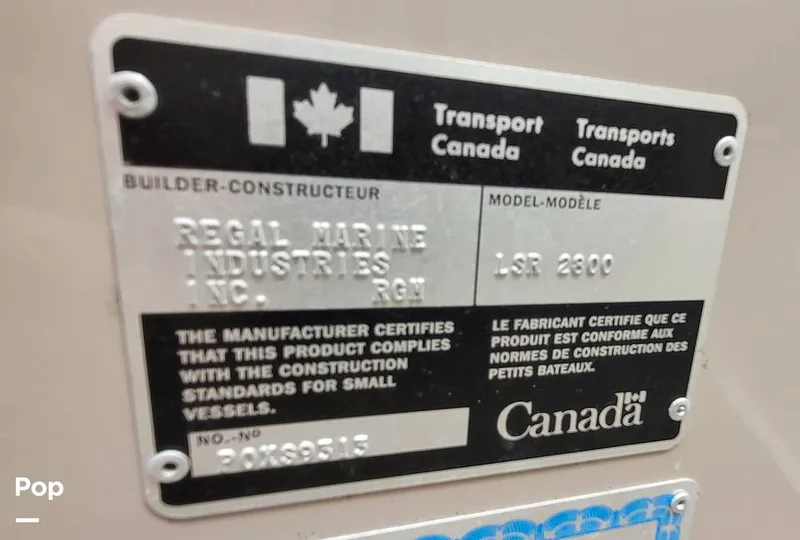 Transport
Canada
Transports
Canada
BUILDER-CONSTRUCTEUR
REGAL MARINE
INDUSTRIES
INC. RGM
MODEL-MODÈLE
LSR 2300
THE MANUFACTURER CERTIFIES
THAT THIS PRODUCT COMPLIES
WITH THE CONSTRUCTION
STANDARDS FOR SMALL
VESSELS.
LE FABRICANT CERTIFIE QUE CE
PRODUIT EST CONFORME AUX
NORMES DE CONSTRUCTION DES
PETITS BATEAUX.
NO.-Nº
Canada
Pop